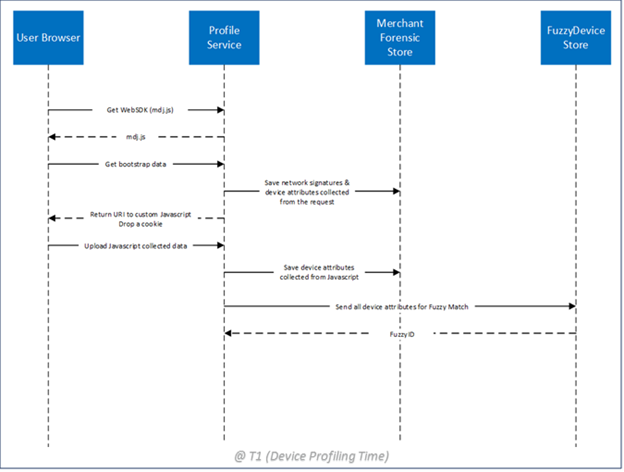 User Browser
Profile
Service
Merchant
Forensic
Store
FuzzyDevice
Store
Get WebSDK (mdj.js)
mdj.js
Get bootstrap data
Save network signatures &
device attributes collected
from the request
Return URI to custom Javascript
Drop a cookie
Upload Javascript collected data
Save device attributes
collected from Javascript
Send all device attributes for Fuzzy Match
FuzzyID
@ T1 (Device Profiling Time)